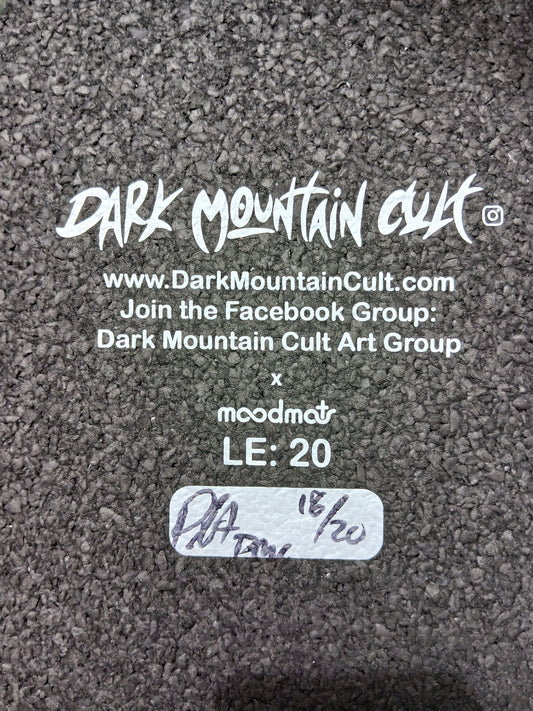 DARK MOUNTAIN CULT
www.DarkMountainCult.com
Join the Facebook Group:
Dark Mountain Cult Art Group
x
moodmats
LE: 20
18/20